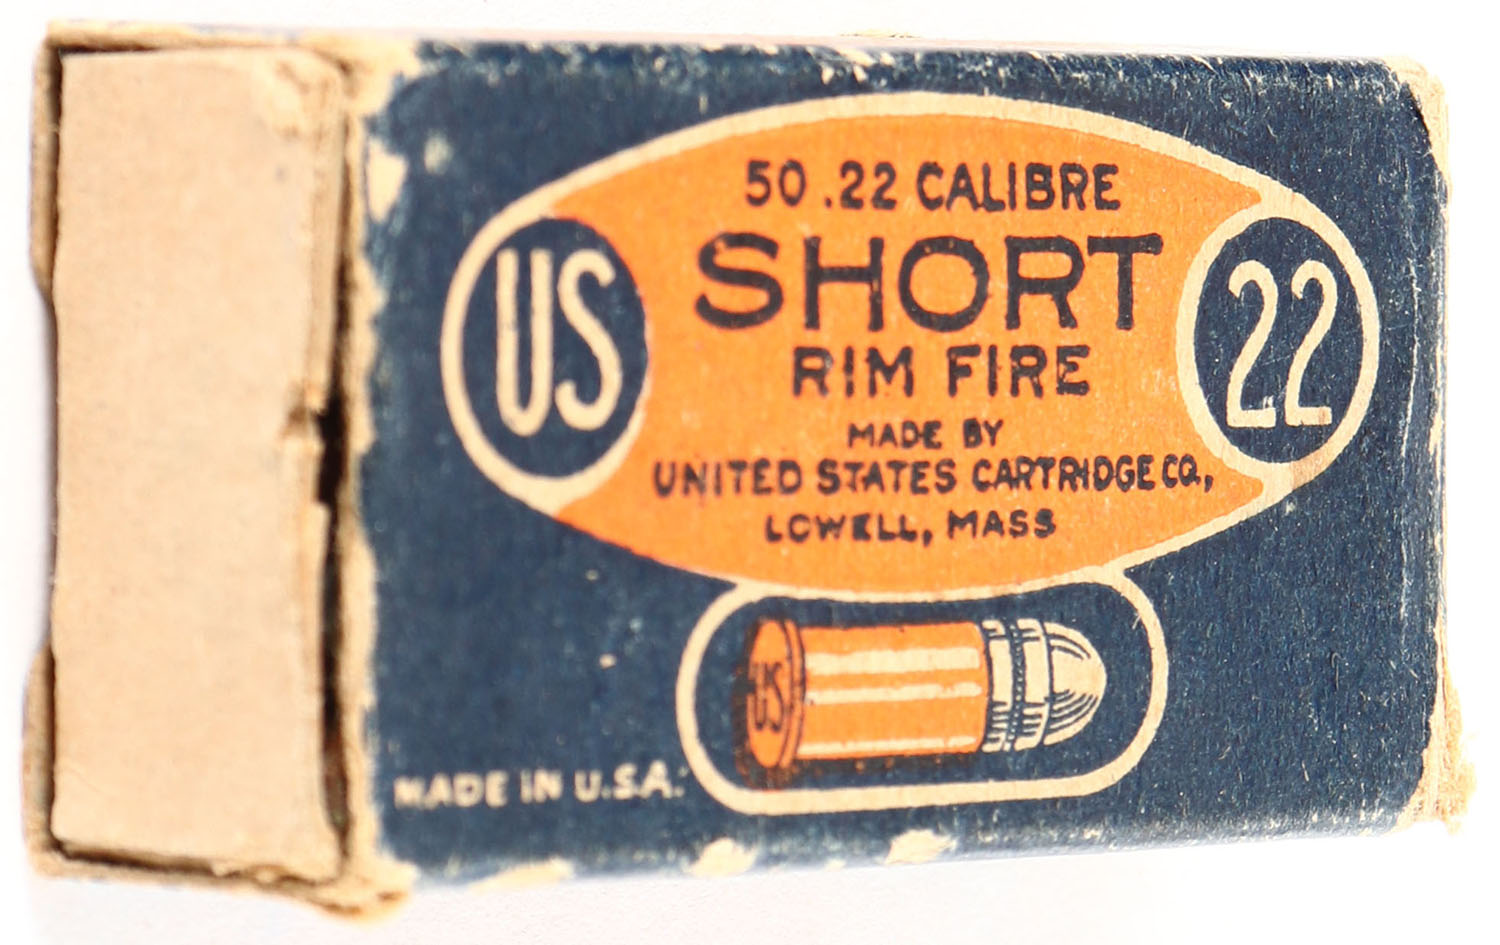 50 .22 CALIBRE
SHORT
RIM FIRE
MADE BY
UNITED STATES CARTRIDGE CO.,
LOWELL, MASS
US
22
US
MADE IN U.S.A.